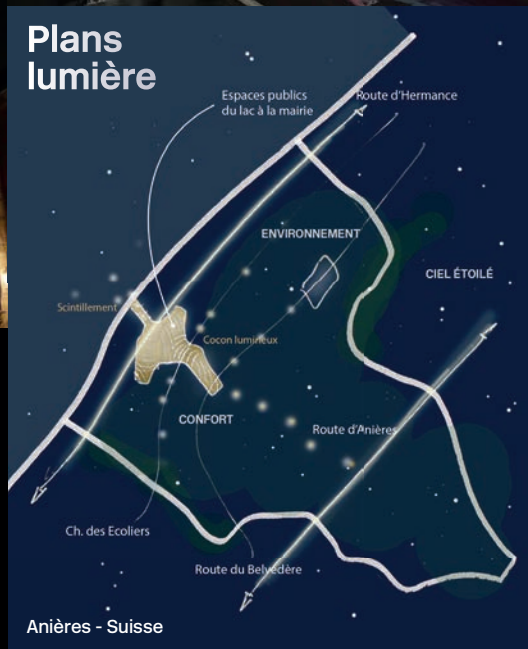 Plans
lumière
Espaces publics
du lac à la mairie
Route d'Hermance
ENVIRONNEMENT
CIEL ÉTOILÉ
Scintillement
Cocon lumineux
CONFORT
Route d'Anières
Ch. des Ecoliers
Route du Belvédère
Anières - Suisse